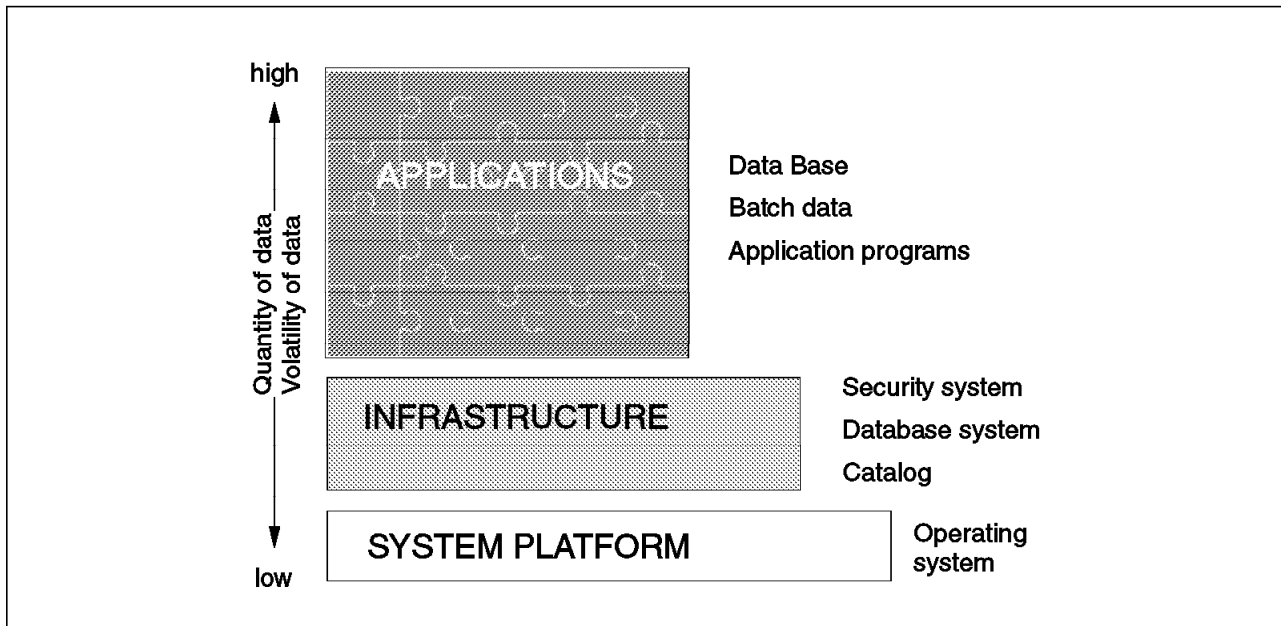 high
Quantity of data
Volatility of data
low
APPLICATIONS
Data Base
Batch data
Application programs
INFRASTRUCTURE
Security system
Database system
Catalog
SYSTEM PLATFORM
Operating
system